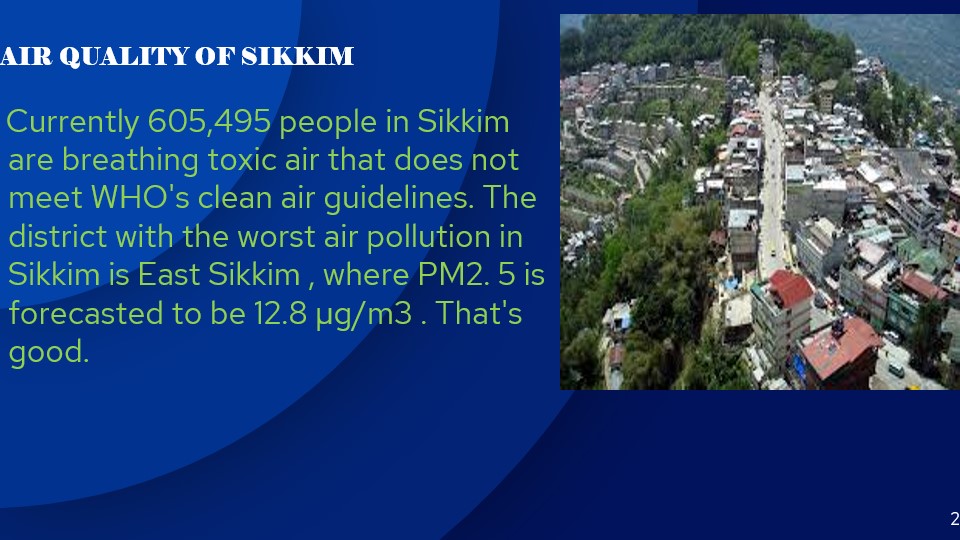 AIR QUALITY OF SIKKIM
Currently 605,495 people in Sikkim
are breathing toxic air that does not
meet WHO's clean air guidelines. The
district with the worst air pollution in
Sikkim is East Sikkim , where PM2. 5 is
forecasted to be 12.8 μg/m3 . That's
good.
2